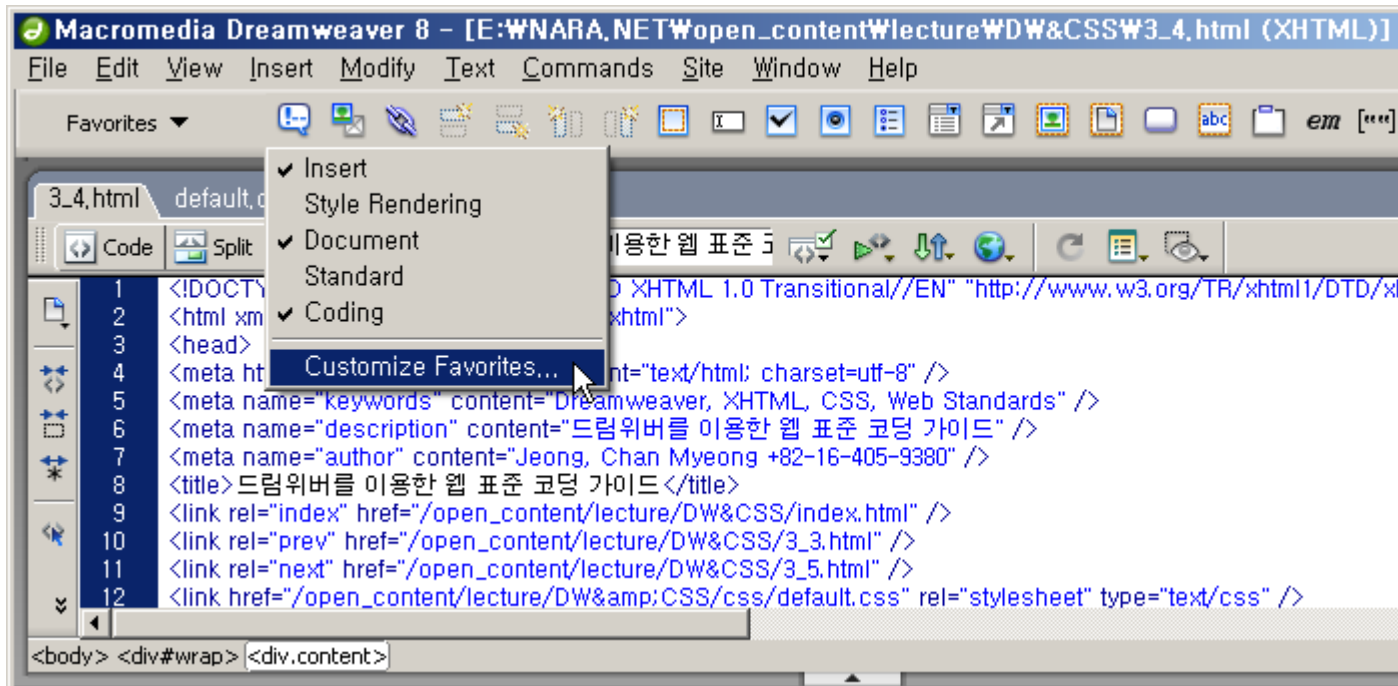 Macromedia Dreamweaver 8 - [E:₩NARA.NET₩open_content₩lecture₩DW&CSS₩3_4.html (XHTML)]
File Edit View Insert Modify Text Commands Site Window Help
Favorites
abc
em
[""]
3_4.html
Code Split
이용한 웹 표준
Insert
Style Rendering
Document
Standard
Coding
Customize Favorites...
1 <!DOCTY XHTML 1.0 Transitional//EN" "http://www.w3.org/TR/xhtml1/DTD/
2 <html xm xhtml">
3 <head>
4 <meta ht nt="text/html; charset=utf-8" />
5 <meta name="keywords" content="Dreamweaver, XHTML, CSS, Web Standards" />
6 <meta name="description" content="드림위버를 이용한 웹 표준 코딩 가이드" />
7 <meta name="author" content="Jeong, Chan Myeong +82-16-405-9380" />
8 <title>드림위버를 이용한 웹 표준 코딩 가이드</title>
9 <link rel="index" href="/open_content/lecture/DW&CSS/index.html" />
10 <link rel="prev" href="/open_content/lecture/DW&CSS/3_3.html" />
11 <link rel="next" href="/open_content/lecture/DW&CSS/3_5.html" />
12 <link href="/open_content/lecture/DW&amp;CSS/css/default.css" rel="stylesheet" type="text/css" />
<body> <div#wrap> <div.content>